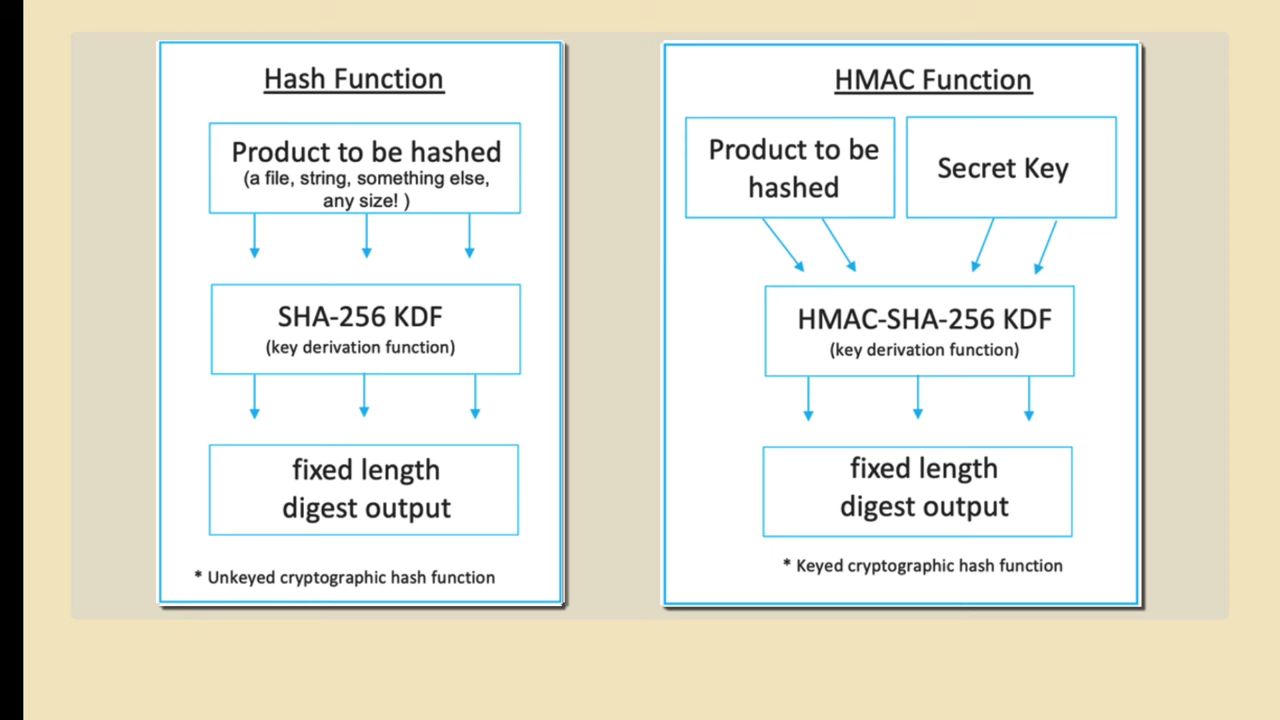 Hash Function
Product to be hashed
(a file, string, something else,
any size! )
SHA-256 KDF
(key derivation function)
fixed length
digest output
* Unkeyed cryptographic hash function
HMAC Function
Product to be
hashed
Secret Key
HMAC-SHA-256 KDF
(key derivation function)
fixed length
digest output
* Keyed cryptographic hash function